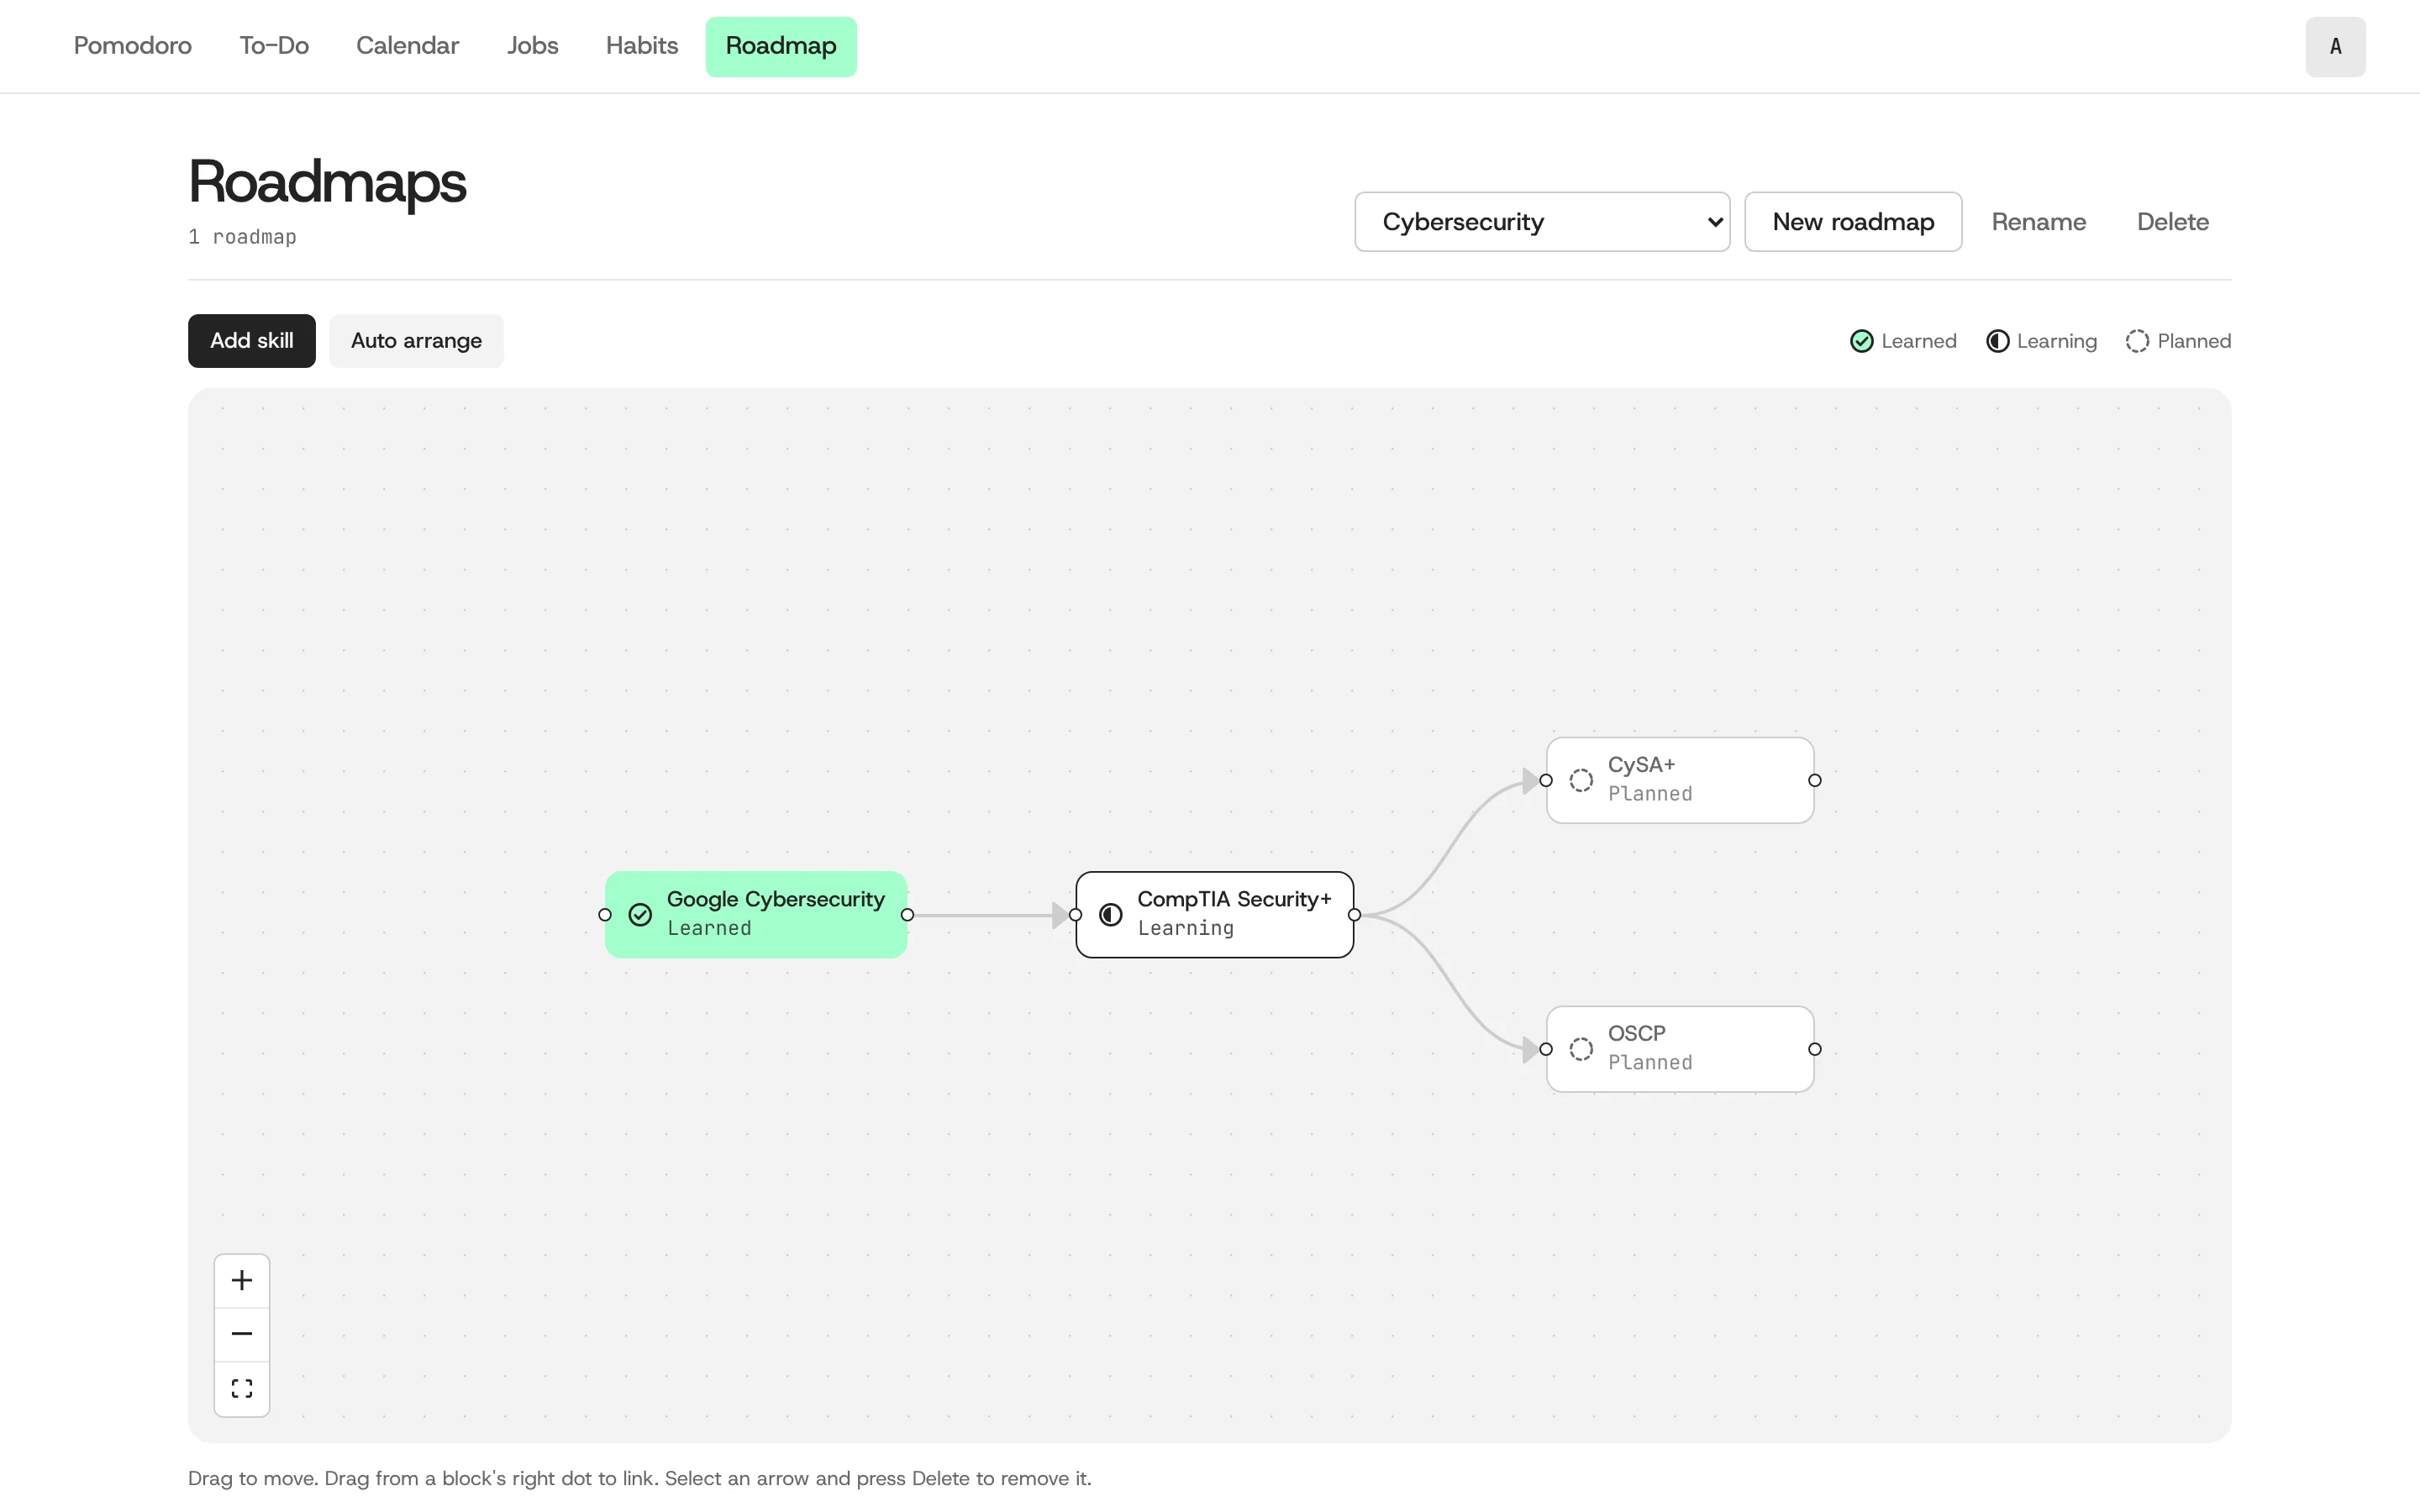 Pomodoro To-Do Calendar Jobs Habits Roadmap A
Roadmaps
1 roadmap
Cybersecurity New roadmap Rename Delete
Add skill Auto arrange Learned Learning Planned
CySA+
Planned
Google Cybersecurity
Learned
CompTIA Security+
Learning
OSCP
Planned
Drag to move. Drag from a block's right dot to link. Select an arrow and press Delete to remove it.